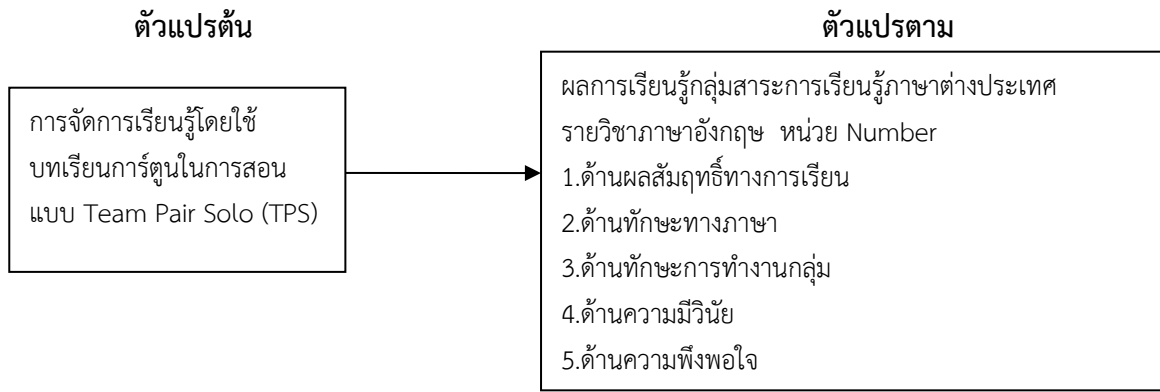 ตัวแปรต้น
ตัวแปรตาม
การจัดการเรียนรู้โดยใช้
บทเรียนการ์ตูนในการสอน
แบบ Team Pair Solo (TPS)
ผลการเรียนรู้กลุ่มสาระการเรียนรู้ภาษาต่างประเทศ
รายวิชาภาษาอังกฤษ หน่วย Number
1.ด้านผลสัมฤทธิ์ทางการเรียน
2.ด้านทักษะทางภาษา
3.ด้านทักษะการทำงานกลุ่ม
4.ด้านความมีวินัย
5.ด้านความพึงพอใจ